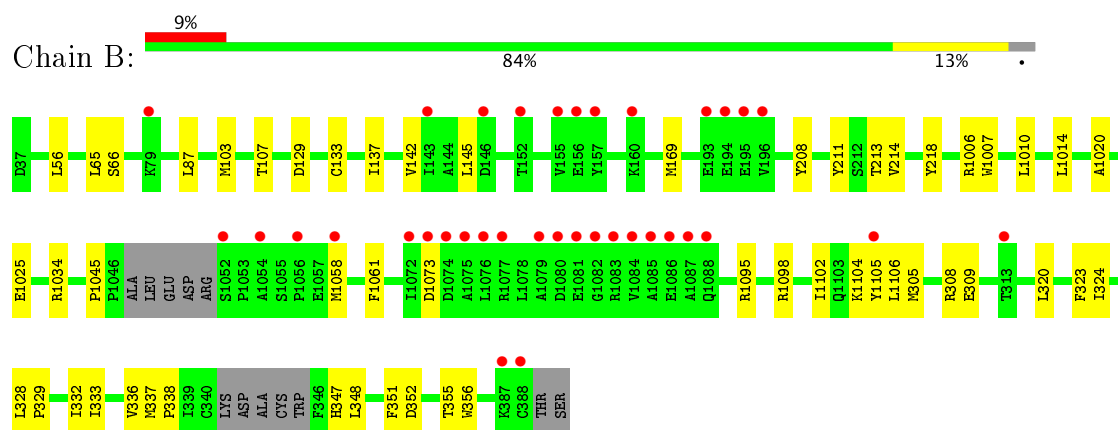 9%
Chain B:
84% 13% •
D37 L56 L65 S66 K79 L87 M103 T107 D129 C133 I137 V142 I143 A144 L145 D146 T152 V155 E156 Y157 K160 M169 E193 E194 E195 V196 Y208 Y211 S212 T213 V214 Y218 R1006 W1007 L1010 L1014 A1020
E1025 R1034 P1045 P1046 ALA LEU GLU ASP ARG S1052 P1053 A1054 S1055 P1056 E1057 M1058 F1061 I1072 D1073 D1074 A1075 L1076 R1077 L1078 A1079 D1080 E1081 G1082 R1083 V1084 A1085 E1086 A1087 Q1088 R1095 R1098 I1102 Q1103 K1104 Y1105 L1106 M305 R308 E309 T313 L320 F323 I324
L328 P329 I332 I333 V336 M337 P338 I339 C340 LYS ASP ALA CYS TRP F346 H347 L348 F351 D352 T355 W356 K387 C388 THR SER